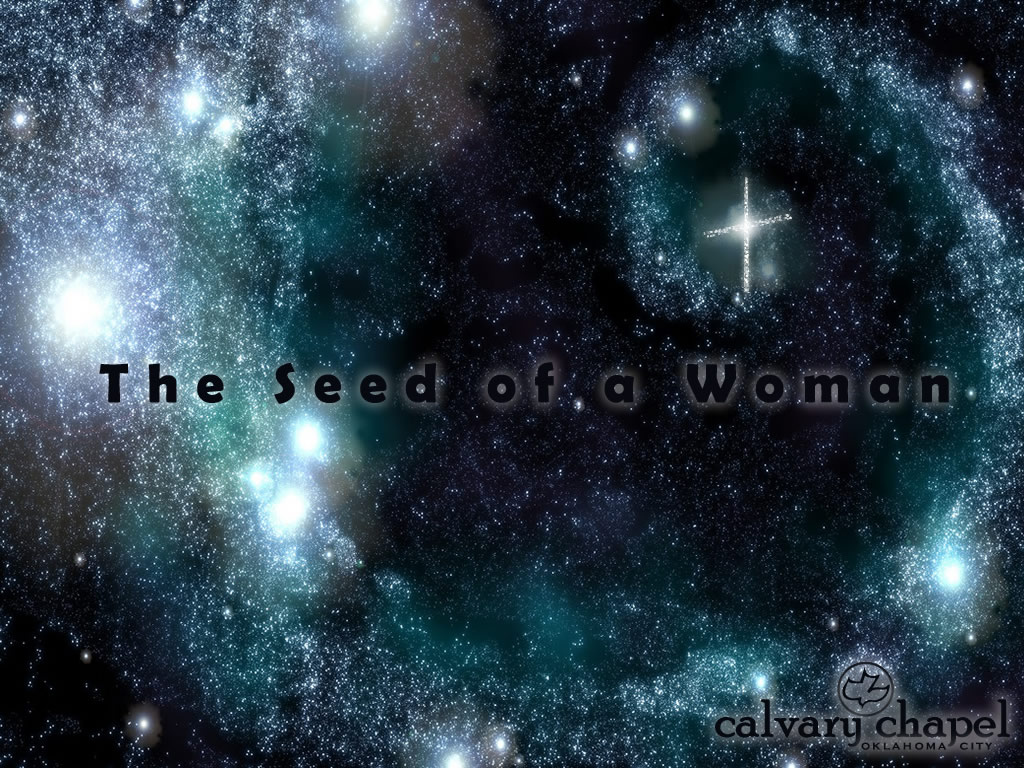 The Seed of a Woman
calvary chapel
OKLAHOMA CITY